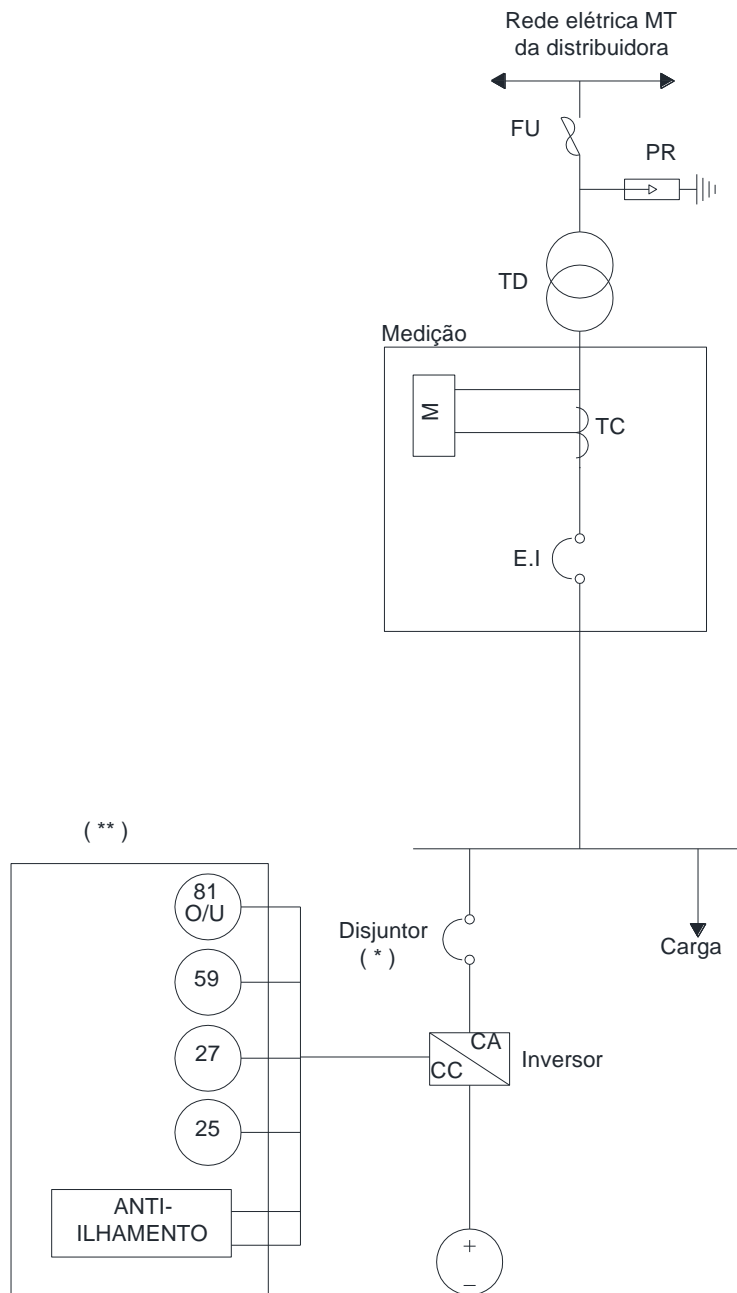 Rede elétrica MT
da distribuidora
FU
PR
TD
Medição
M
TC
E.I
( ** )
81
O/U
59
Disjuntor
( * )
Carga
27
CA
CC
Inversor
25
ANTI-
ILHAMENTO
+
–